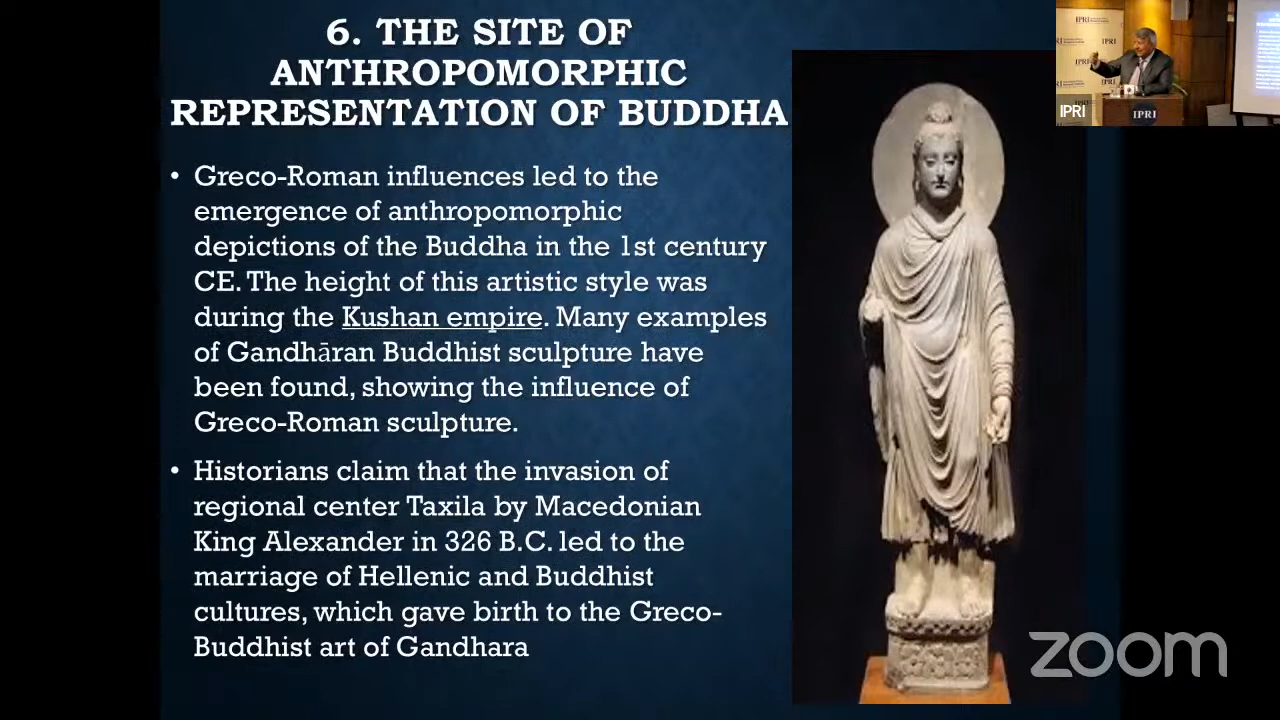 6. THE SITE OF
ANTHROPOMORPHIC
REPRESENTATION OF BUDDHA
• Greco-Roman influences led to the
emergence of anthropomorphic
depictions of the Buddha in the 1st century
CE. The height of this artistic style was
during the Kushan empire. Many examples
of Gandhāran Buddhist sculpture have
been found, showing the influence of
Greco-Roman sculpture.
• Historians claim that the invasion of
regional center Taxila by Macedonian
King Alexander in 326 B.C. led to the
marriage of Hellenic and Buddhist
cultures, which gave birth to the Greco-
Buddhist art of Gandhara
IPRI
IPRI
IPRI
IPRI
zoom